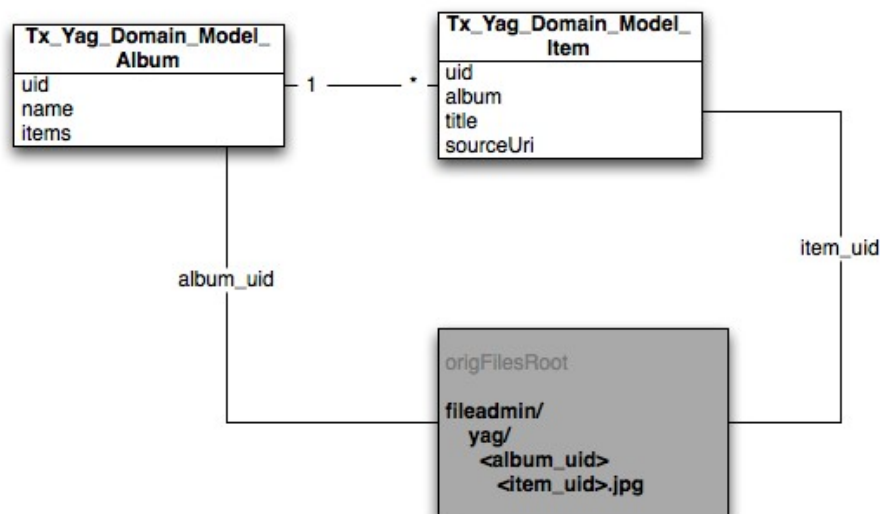 Tx_Yag_Domain_Model_
Album
uid
name
items
1
*
Tx_Yag_Domain_Model_
Item
uid
album
title
sourceUri
album_uid
item_uid
origFilesRoot
fileadmin/
yag/
<album_uid>
<item_uid>.jpg